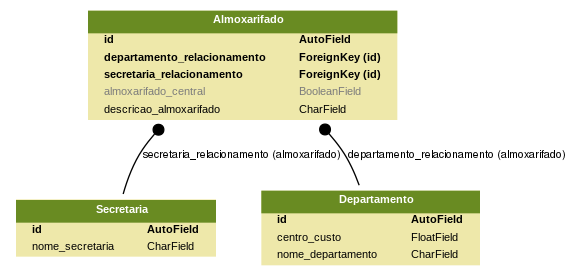 Almoxarifado
id AutoField
departamento_relacionamento ForeignKey (id)
secretaria_relacionamento ForeignKey (id)
almoxarifado_central BooleanField
descricao_almoxarifado CharField
secretaria_relacionamento (almoxarifado) departamento_relacionamento (almoxarifado)
Secretaria
id AutoField
nome_secretaria CharField
Departamento
id AutoField
centro_custo FloatField
nome_departamento CharField